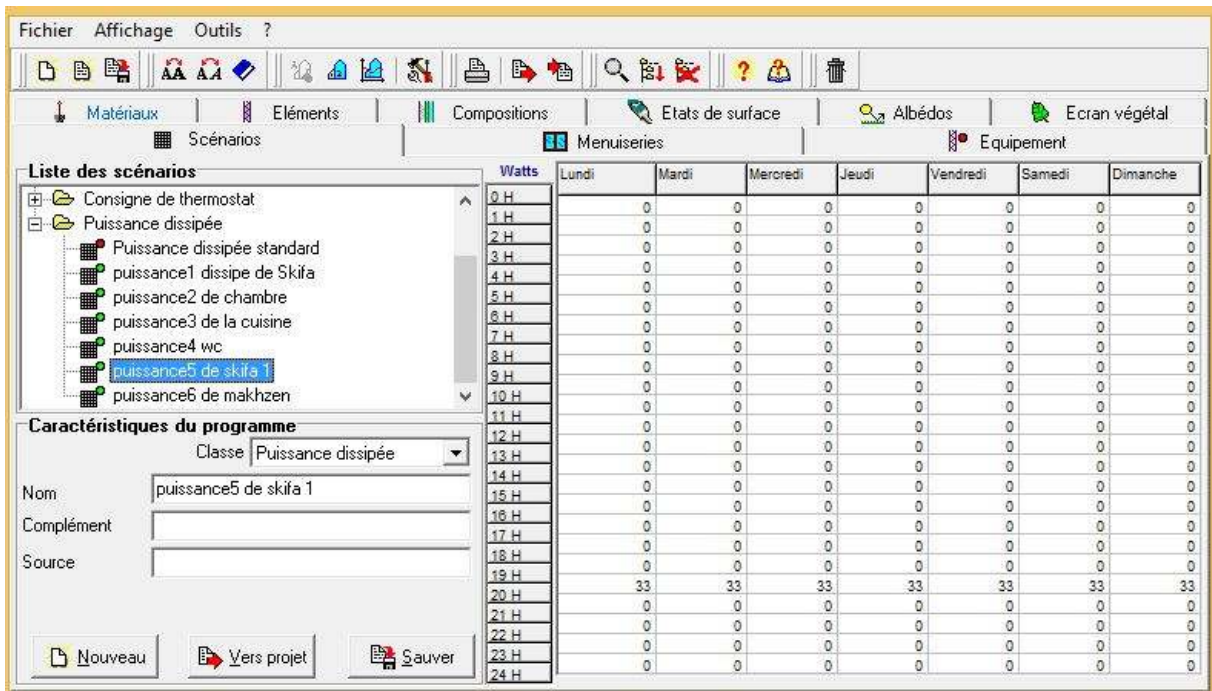 Fichier Affichage Outils ?
Matériaux Eléments Compositions Etats de surface Albédos Ecran végétal
Scénarios Menuiseries Equipement
Liste des scénarios
Consigne de thermostat
Puissance dissipée
Puissance dissipée standard
puissance1 dissipe de Skifa
puissance2 de chambre
puissance3 de la cuisine
puissance4 wc
puissance5 de skifa 1
puissance6 de makhzen
Caractéristiques du programme
Classe Puissance dissipée
Nom puissance5 de skifa 1
Complément
Source
Nouveau Vers projet Sauver
Watts Lundi Mardi Mercredi Jeudi Vendredi Samedi Dimanche
0 H
0 0 0 0 0 0 0
1 H
0 0 0 0 0 0 0
2 H
0 0 0 0 0 0 0
3 H
0 0 0 0 0 0 0
4 H
0 0 0 0 0 0 0
5 H
0 0 0 0 0 0 0
6 H
0 0 0 0 0 0 0
7 H
0 0 0 0 0 0 0
8 H
0 0 0 0 0 0 0
9 H
0 0 0 0 0 0 0
10 H
0 0 0 0 0 0 0
11 H
0 0 0 0 0 0 0
12 H
0 0 0 0 0 0 0
13 H
0 0 0 0 0 0 0
14 H
0 0 0 0 0 0 0
15 H
0 0 0 0 0 0 0
16 H
0 0 0 0 0 0 0
17 H
0 0 0 0 0 0 0
18 H
0 0 0 0 0 0 0
19 H
33 33 33 33 33 33 33
20 H
0 0 0 0 0 0 0
21 H
0 0 0 0 0 0 0
22 H
0 0 0 0 0 0 0
23 H
0 0 0 0 0 0 0
24 H